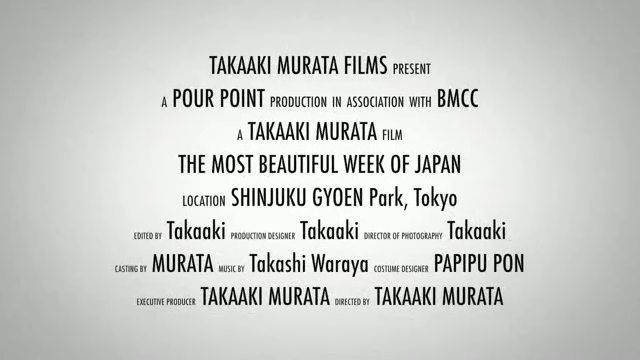 TAKAAKI MURATA FILMS PRESENT
A POUR POINT PRODUCTION IN ASSOCIATION WITH BMCC
A TAKAAKI MURATA FILM
THE MOST BEAUTIFUL WEEK OF JAPAN
LOCATION SHINJUKU GYOEN Park, Tokyo
EDITED BY Takaaki PRODUCTION DESIGNER Takaaki DIRECTOR OF PHOTOGRAPHY Takaaki
CASTING BY MURATA MUSIC BY Takashi Waraya COSTUME DESIGNER PAPIPU PON
EXECUTIVE PRODUCER TAKAAKI MURATA DIRECTED BY TAKAAKI MURATA